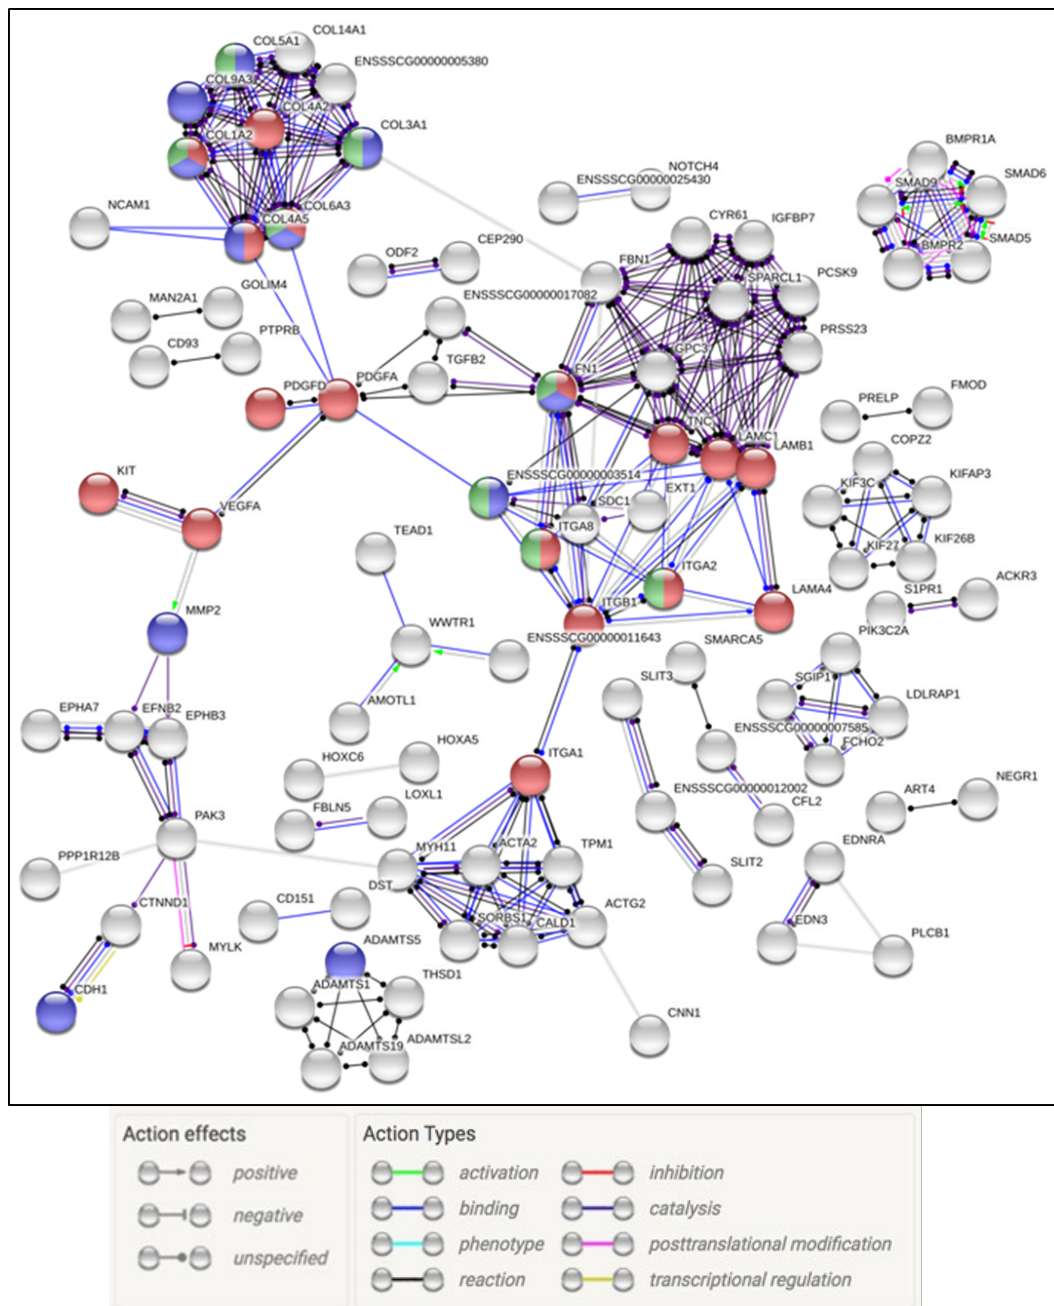 COL14A1
COL5A1
ENSSSCG00000005380
COL9A3
COL4A2
COL3A1
COL1A2
BMPR1A
NOTCH4
SMAD6
ENSSSCG00000025430
SMAD9
NCAM1
COL6A3
COL4A5
CYR61
IGFBP7
SMAD5
BMPR2
ODF2
CEP290
FBN1
SPARCL1
PCSK9
GOLIM4
ENSSSCG00000017082
MAN2A1
PRSS23
PTPRB
CD93
TGFB2
GPC3
FN1
PDGFA
PDGFD
FMOD
PRELP
TNC
LAMC1
LAMB1
COPZ2
KIT
ENSSSCG00000003514
EXT1
KIF3C
KIFAP3
VEGFA
SDC1
ITGA8
TEAD1
KIF27
KIF26B
ITGA2
LAMA4
S1PR1
ACKR3
MMP2
ITGB1
WWTR1
ENSSSCG00000011643
SMARCA5
PIK3C2A
SLIT3
SGIP1
LDLRAP1
EPHA7
EFNB2
EPHB3
AMOTL1
ENSSSCG00000007585
FCHO2
HOXC6
HOXA5
ITGA1
ENSSSCG00000012002
NEGR1
ART4
FBLN5
LOXL1
CFL2
PAK3
MYH11
ACTA2
TPM1
EDNRA
PPP1R12B
SLIT2
DST
CD151
CTNND1
SORBS1
CALD1
ACTG2
EDN3
PLCB1
MYLK
ADAMTS5
THSD1
CDH1
ADAMTS1
CNN1
ADAMTS19
ADAMTSL2
Action effects
positive
negative
unspecified
Action Types
activation
inhibition
binding
catalysis
phenotype
posttranslational modification
reaction
transcriptional regulation